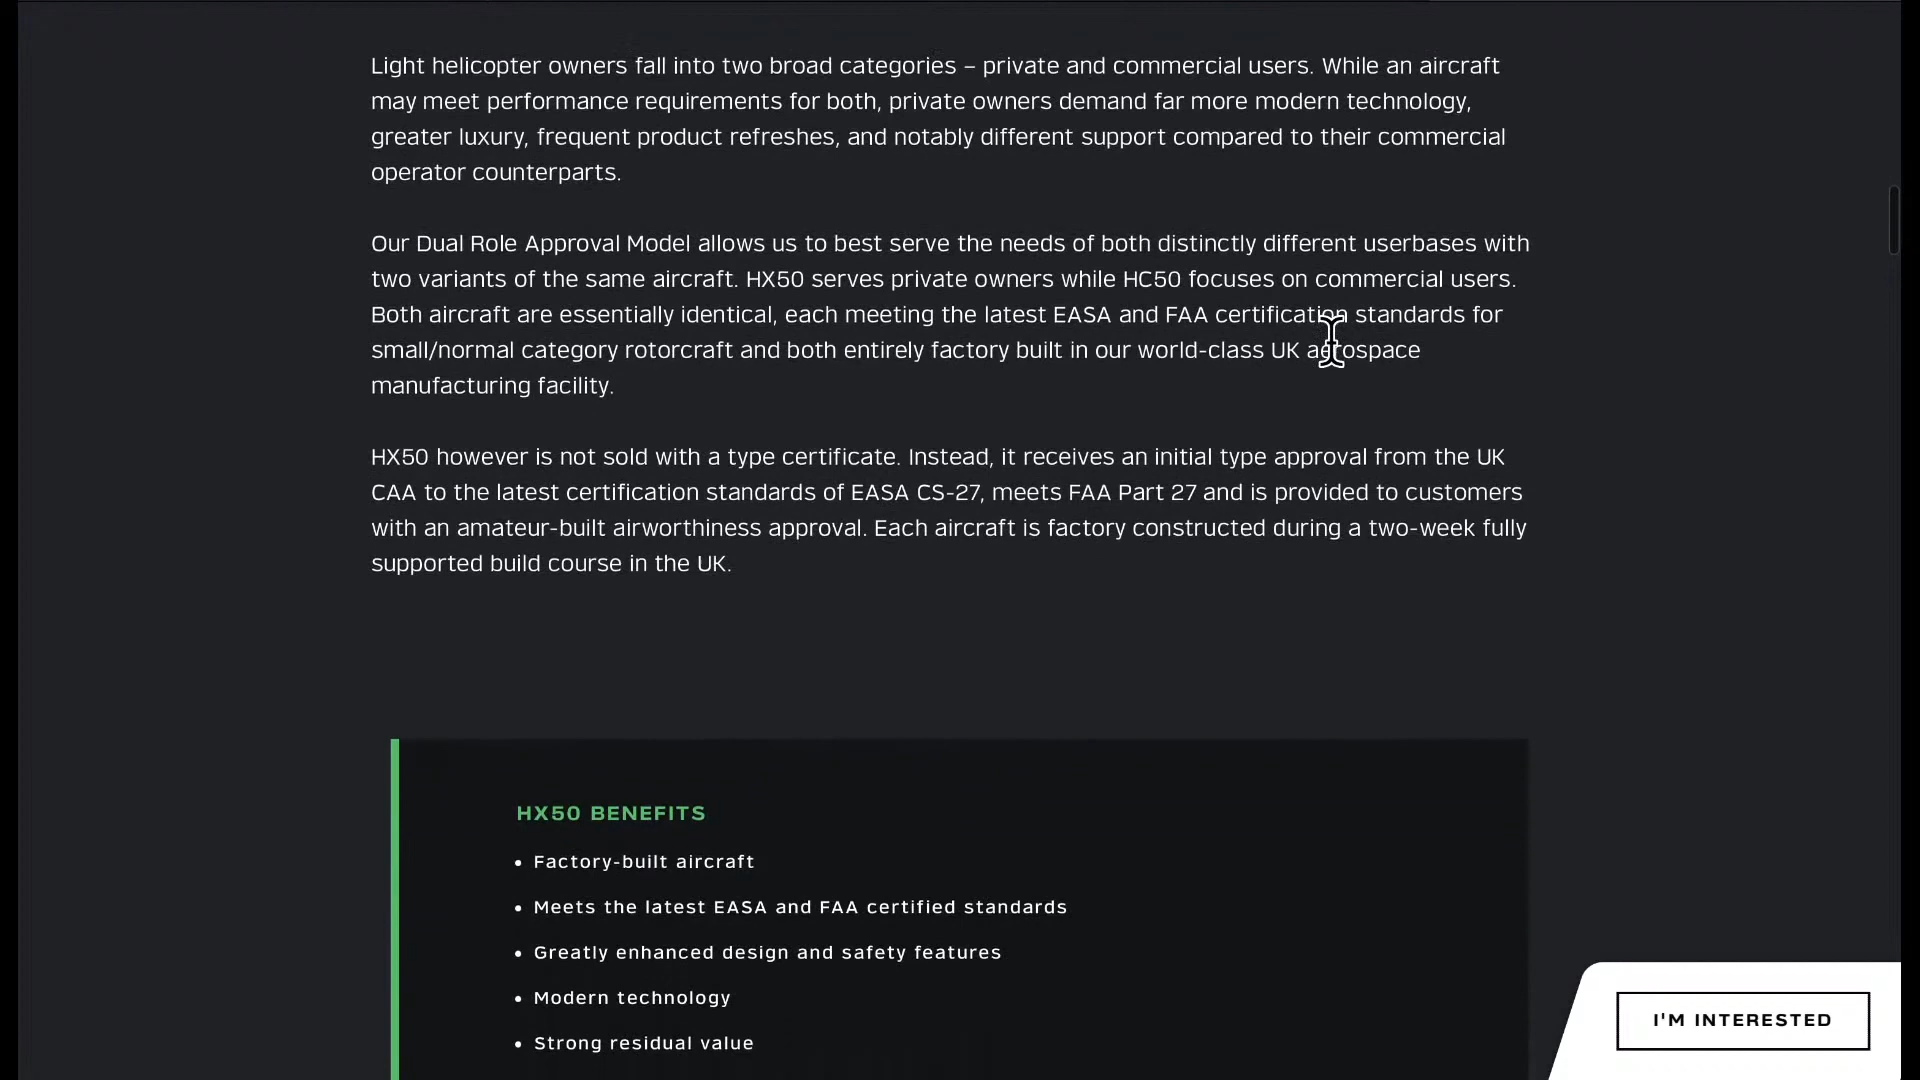 Light helicopter owners fall into two broad categories – private and commercial users. While an aircraft
may meet performance requirements for both, private owners demand far more modern technology,
greater luxury, frequent product refreshes, and notably different support compared to their commercial
operator counterparts.
Our Dual Role Approval Model allows us to best serve the needs of both distinctly different userbases with
two variants of the same aircraft. HX50 serves private owners while HC50 focuses on commercial users.
Both aircraft are essentially identical, each meeting the latest EASA and FAA certification standards for
small/normal category rotorcraft and both entirely factory built in our world-class UK aerospace
manufacturing facility.
HX50 however is not sold with a type certificate. Instead, it receives an initial type approval from the UK
CAA to the latest certification standards of EASA CS-27, meets FAA Part 27 and is provided to customers
with an amateur-built airworthiness approval. Each aircraft is factory constructed during a two-week fully
supported build course in the UK.
HX50 BENEFITS
• Factory-built aircraft
• Meets the latest EASA and FAA certified standards
• Greatly enhanced design and safety features
• Modern technology
• Strong residual value
I'M INTERESTED